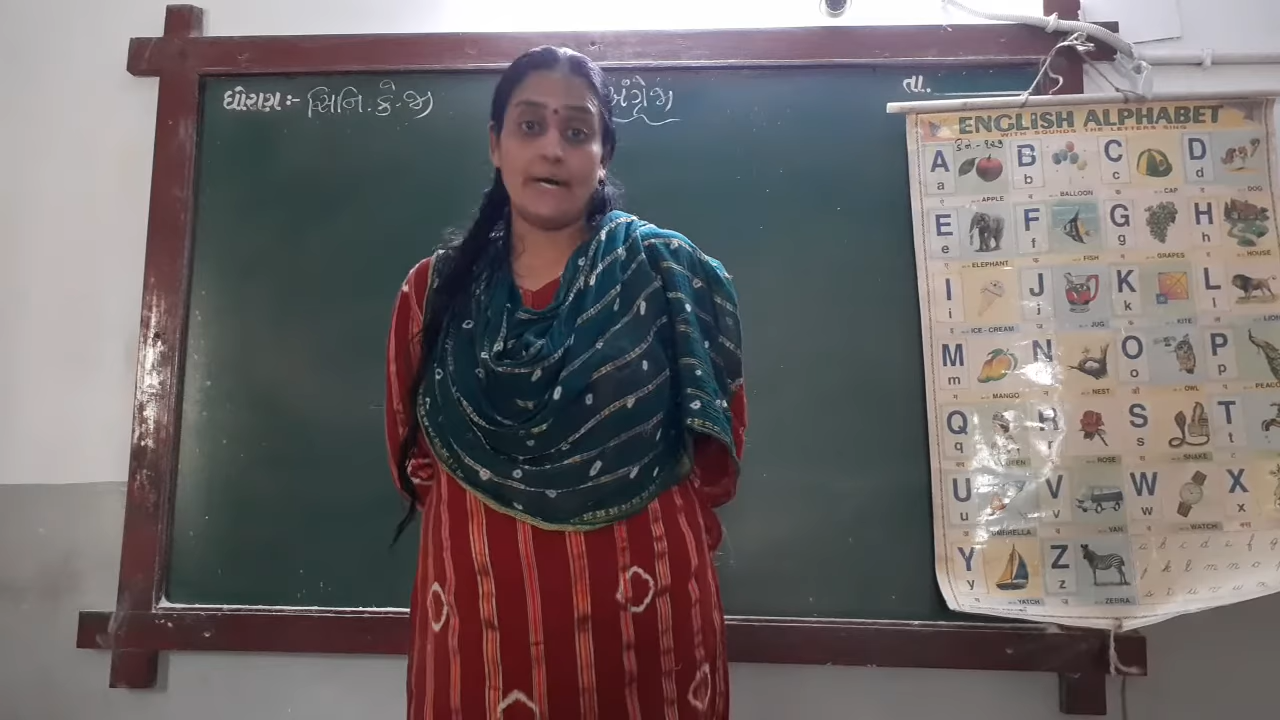 ધોરણ :- સિનિ. કે.જી
અંગ્રેજી
તા.
ENGLISH ALPHABET
WITH SOUNDS THE LETTERS SING
A a APPLE B b BALLOON C c CAP D d DOG
E e ELEPHANT F f FISH G g GRAPES H h HOUSE
I i ICE-CREAM J j JUG K k KITE L l LION
M m MANGO N n NEST O o OWL P p PEACO
Q q QUEEN R r ROSE S s SNAKE T t
U u UMBRELLA V v VAN W w WATCH X x
Y y YATCH Z z ZEBRA
a b c d e f g